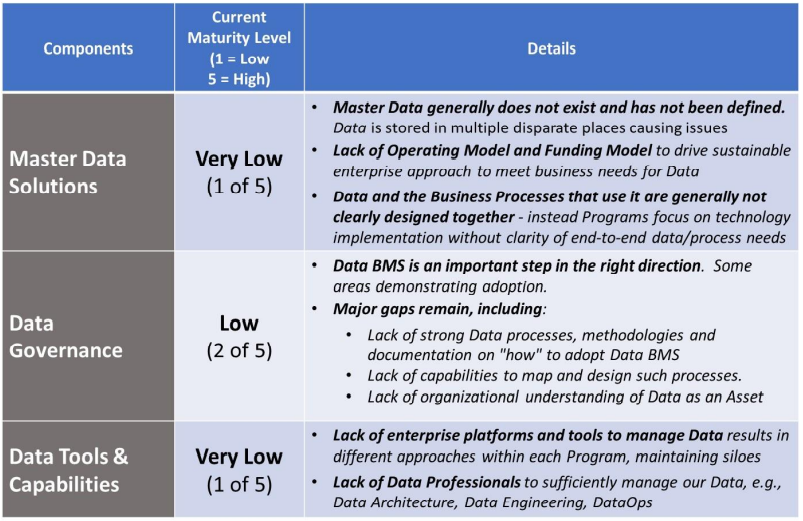 Components
Current
Maturity Level
(1 = Low
5 = High)
Details
Master Data
Solutions
Very Low
(1 of 5)
• Master Data generally does not exist and has not been defined.
Data is stored in multiple disparate places causing issues
• Lack of Operating Model and Funding Model to drive sustainable
enterprise approach to meet business needs for Data
• Data and the Business Processes that use it are generally not
clearly designed together - instead Programs focus on technology
implementation without clarity of end-to-end data/process needs
Data
Governance
Low
(2 of 5)
• Data BMS is an important step in the right direction. Some
areas demonstrating adoption.
• Major gaps remain, including:
• Lack of strong Data processes, methodologies and
documentation on "how" to adopt Data BMS
• Lack of capabilities to map and design such processes.
• Lack of organizational understanding of Data as an Asset
Data Tools &
Capabilities
Very Low
(1 of 5)
• Lack of enterprise platforms and tools to manage Data results in
different approaches within each Program, maintaining siloes
• Lack of Data Professionals to sufficiently manage our Data, e.g.,
Data Architecture, Data Engineering, DataOps